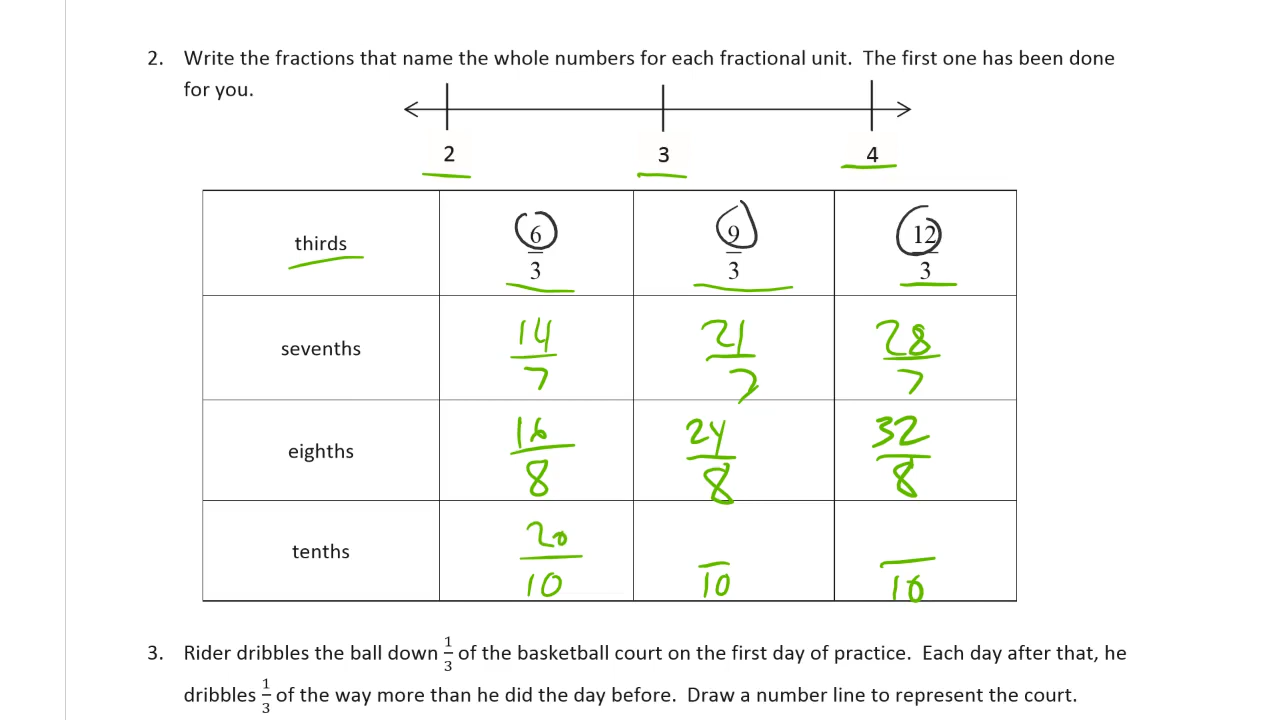 2. Write the fractions that name the whole numbers for each fractional unit. The first one has been done
for you.
2 3 4
thirds 6/3 9/3 12/3
sevenths 14/7 21/7 28/7
eighths 16/8 24/8 32/8
tenths 20/10 /10 /10
3. Rider dribbles the ball down 1/3 of the basketball court on the first day of practice. Each day after that, he
dribbles 1/3 of the way more than he did the day before. Draw a number line to represent the court.